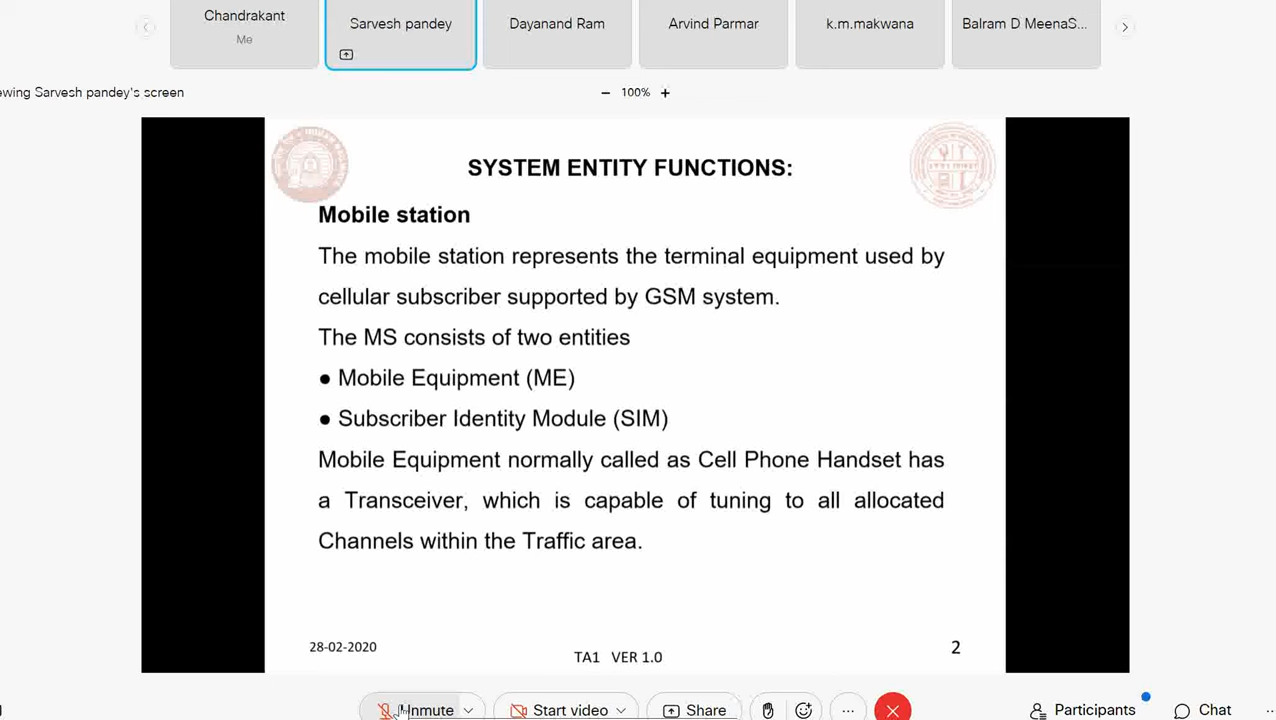 Chandrakant
Me
Sarvesh pandey
Dayanand Ram
Arvind Parmar
k.m.makwana
Balram D MeenaS...
ewing Sarvesh pandey's screen
100%
SYSTEM ENTITY FUNCTIONS:
Mobile station
The mobile station represents the terminal equipment used by
cellular subscriber supported by GSM system.
The MS consists of two entities
● Mobile Equipment (ME)
● Subscriber Identity Module (SIM)
Mobile Equipment normally called as Cell Phone Handset has
a Transceiver, which is capable of tuning to all allocated
Channels within the Traffic area.
28-02-2020
TA1 VER 1.0
2
Unmute
Start video
Share
...
Participants
Chat